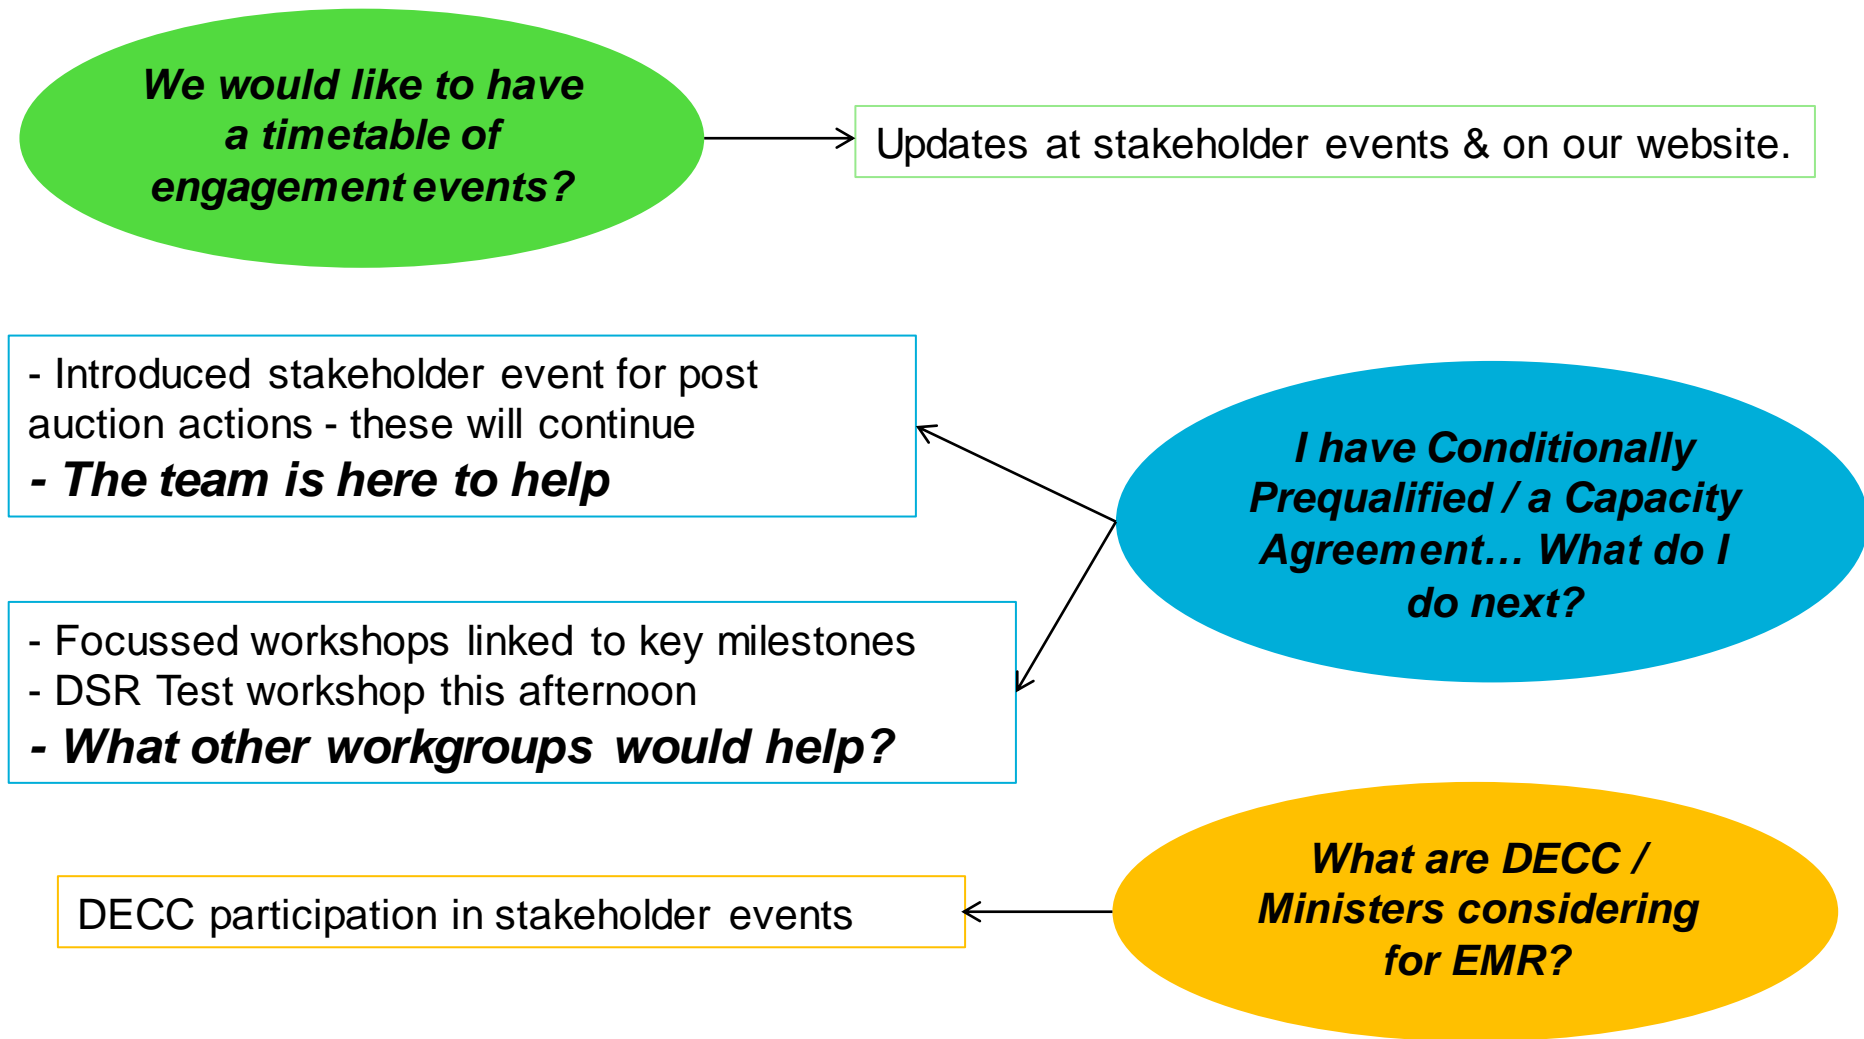 We would like to have
a timetable of
engagement events?
Updates at stakeholder events & on our website.
- Introduced stakeholder event for post
auction actions - these will continue
- The team is here to help
I have Conditionally
Prequalified / a Capacity
Agreement... What do I
do next?
- Focussed workshops linked to key milestones
- DSR Test workshop this afternoon
- What other workgroups would help?
What are DECC /
Ministers considering
for EMR?
DECC participation in stakeholder events